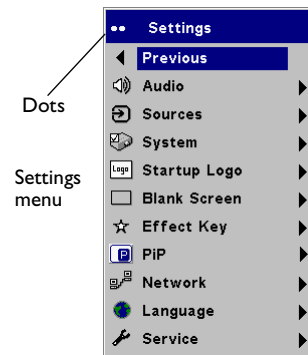 Settings
Previous
Audio
Dots
Sources
System
Settings
menu
Logo
Startup Logo
Blank Screen
Effect Key
P
PiP
Network
Language
Service